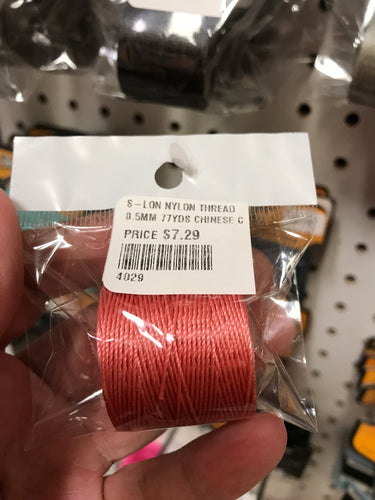 S-LON NYLON THREAD
0.5MM 77YDS CHINESE C
PRICE $7.29
4029